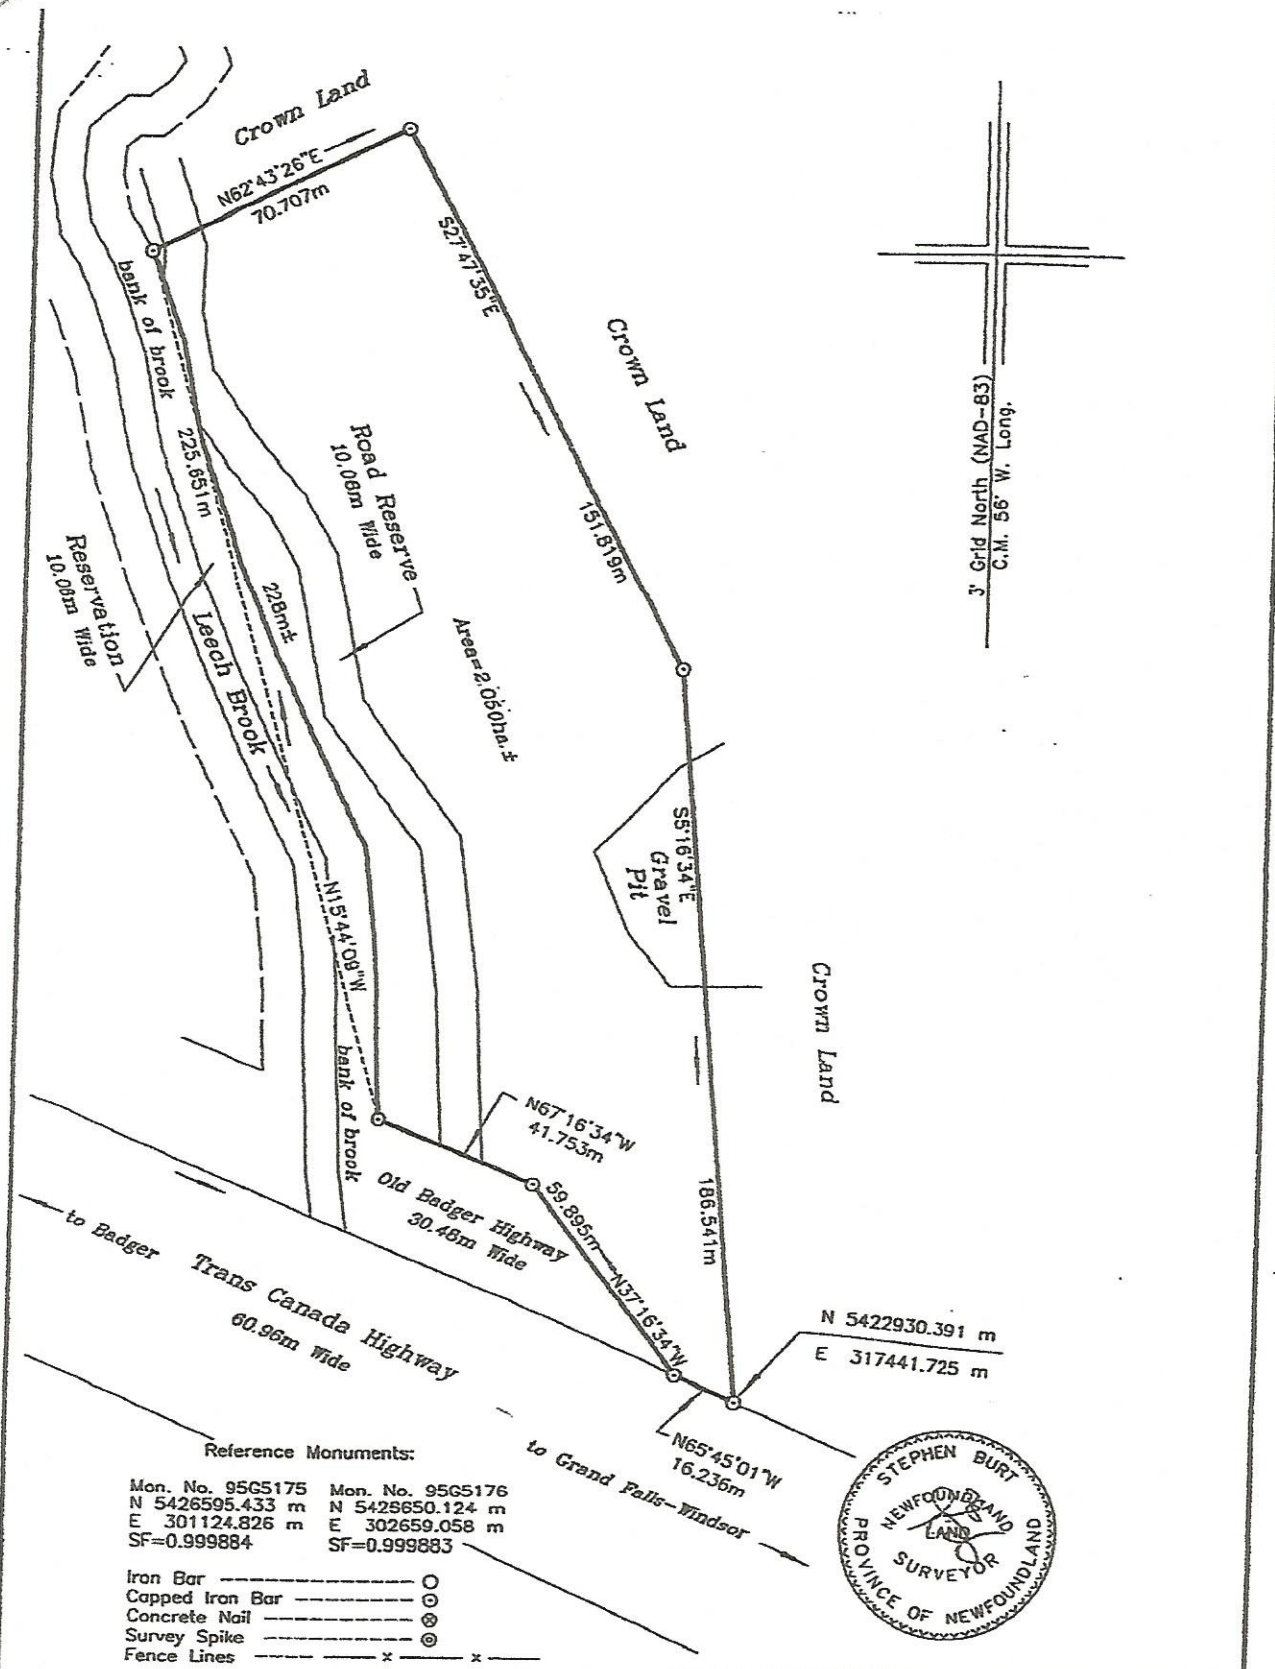 Crown Land
N62°43'26"E
70.707m
S27°47'35"E
151.819m
Crown Land
3° Grid North (NAD-83)
C.M. 56° W. Long.
bank of brook
225.651m
Road Reserve
10.06m Wide
Reservation
10.06m Wide
228m±
Leech Brook
Area=2.050ha.±
S5°16'34"E
Gravel
Pit
186.541m
Crown Land
N15°44'09"W
bank of brook
N67°16'34"W
41.753m
Old Badger Highway
30.48m Wide
59.895m
N37°16'34"W
to Badger
Trans Canada Highway
60.96m Wide
N 5422930.391 m
E 317441.725 m
N65°45'01"W
16.236m
to Grand Falls-Windsor
Reference Monuments:
Mon. No. 95G5175 Mon. No. 95G5176
N 5426595.433 m N 5425650.124 m
E 301124.826 m E 302659.058 m
SF=0.999884 SF=0.999883
Iron Bar
Capped Iron Bar
Concrete Nail
Survey Spike
Fence Lines x x
STEPHEN BURT
NEWFOUNDLAND
LAND
SURVEYOR
PROVINCE OF NEWFOUNDLAND